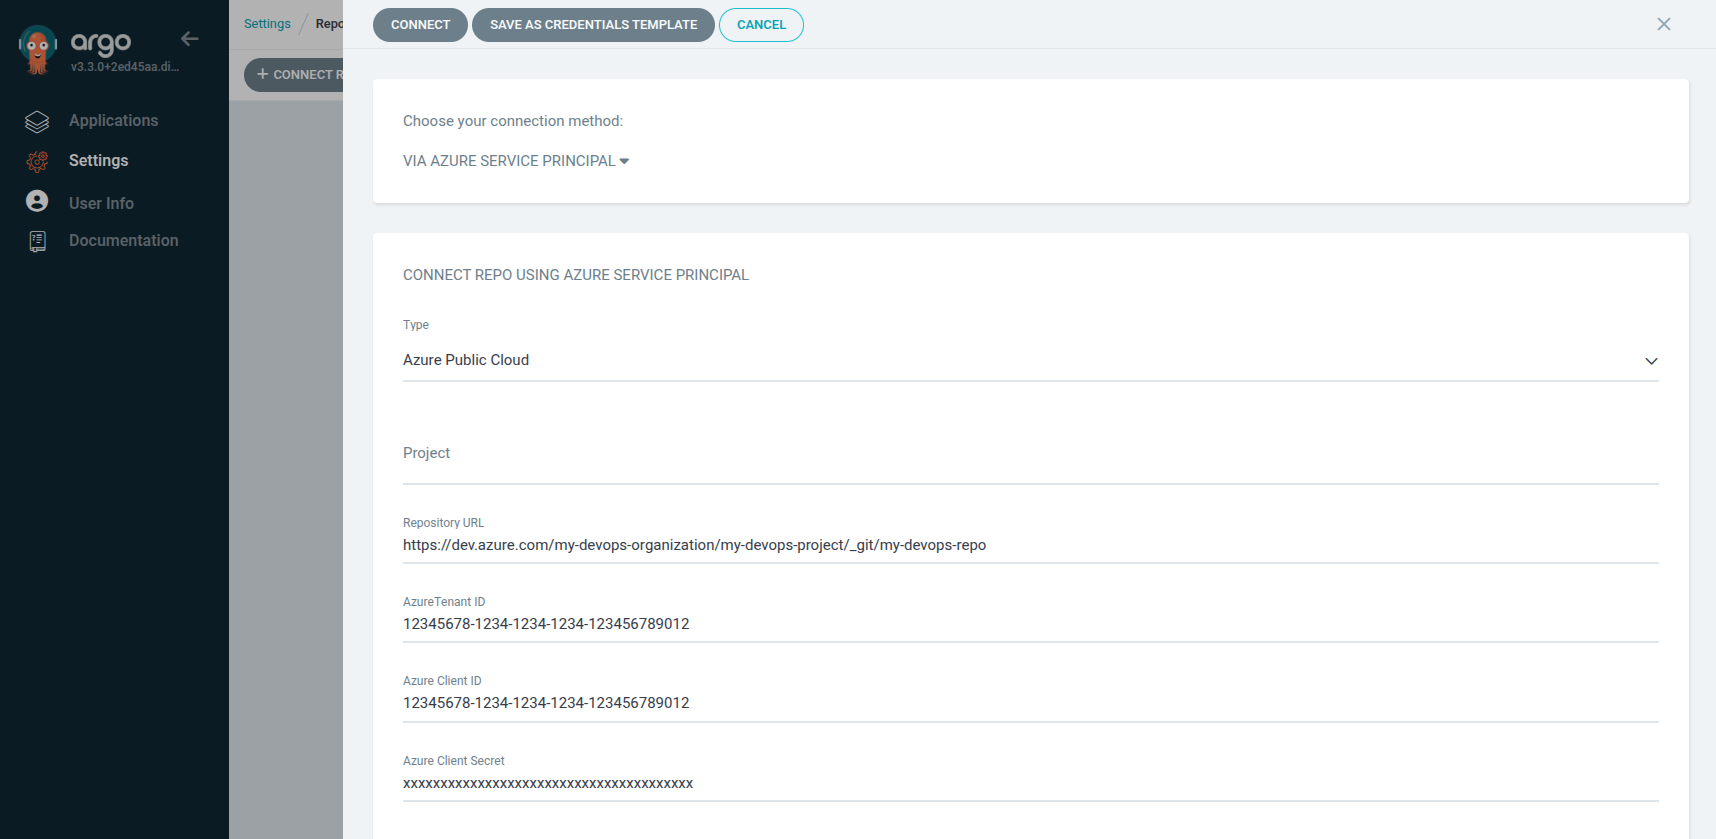 argo
v3.3.0+2ed45aa.di...
Applications
Settings
User Info
Documentation
Settings / Repo
+ CONNECT R
CONNECT
SAVE AS CREDENTIALS TEMPLATE
CANCEL
Choose your connection method:
VIA AZURE SERVICE PRINCIPAL
CONNECT REPO USING AZURE SERVICE PRINCIPAL
Type
Azure Public Cloud
Project
Repository URL
https://dev.azure.com/my-devops-organization/my-devops-project/_git/my-devops-repo
AzureTenant ID
12345678-1234-1234-1234-123456789012
Azure Client ID
12345678-1234-1234-1234-123456789012
Azure Client Secret
xxxxxxxxxxxxxxxxxxxxxxxxxxxxxxxxxxxxxxxx